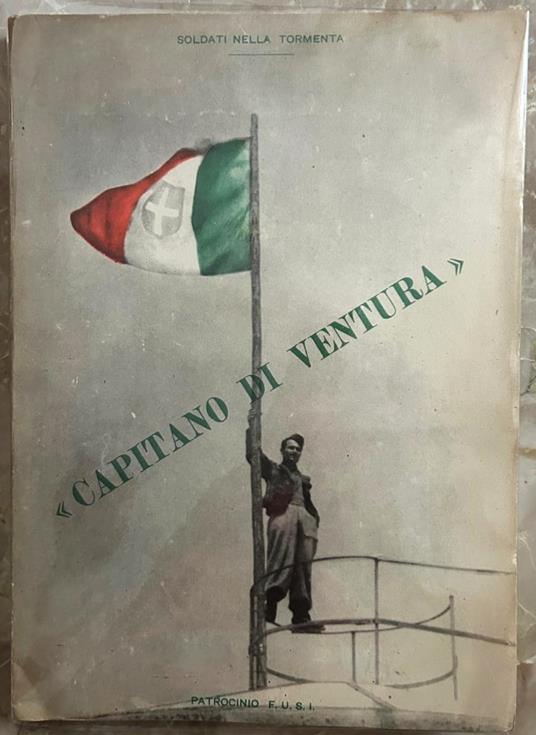 SOLDATI NELLA TORMENTA
«CAPITANO DI VENTURA»
PATROCINIO F. U. S. I.